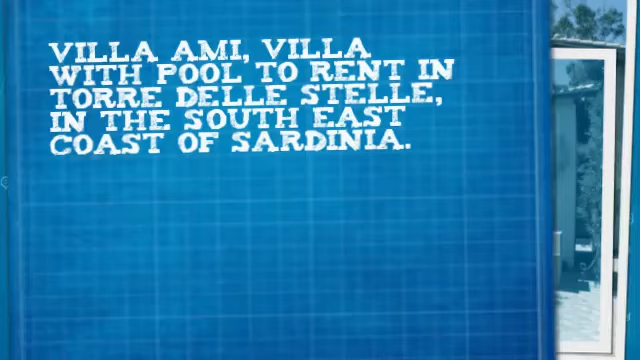 VILLA AMI, VILLA
WITH POOL TO RENT IN
TORRE DELLE STELLE,
IN THE SOUTH EAST
COAST OF SARDINIA.